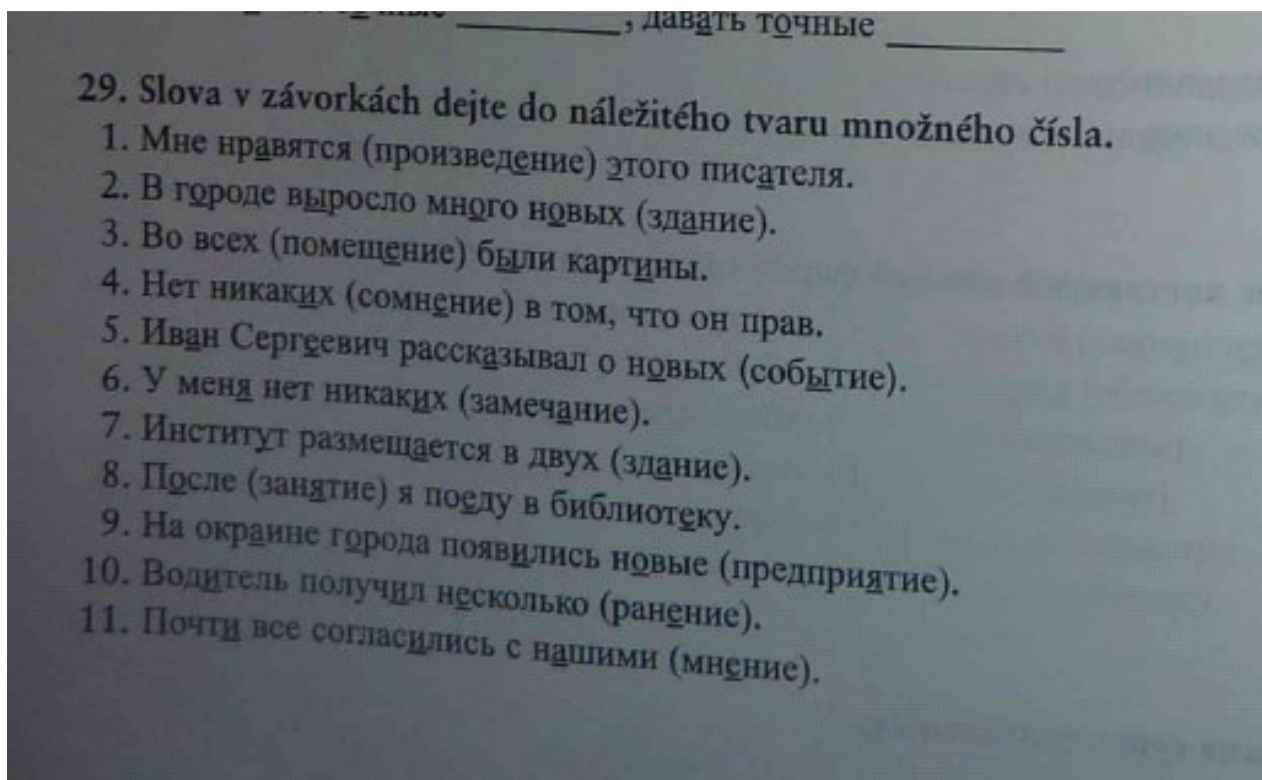 _______, давать точные _______
29. Slova v závorkách dejte do náležitého tvaru množného čísla.
1. Мне нравятся (произведение) этого писателя.
2. В городе выросло много новых (здание).
3. Во всех (помещение) были картины.
4. Нет никаких (сомнение) в том, что он прав.
5. Иван Сергеевич рассказывал о новых (событие).
6. У меня нет никаких (замечание).
7. Институт размещается в двух (здание).
8. После (занятие) я поеду в библиотеку.
9. На окраине города появились новые (предприятие).
10. Водитель получил несколько (ранение).
11. Почти все согласились с нашими (мнение).